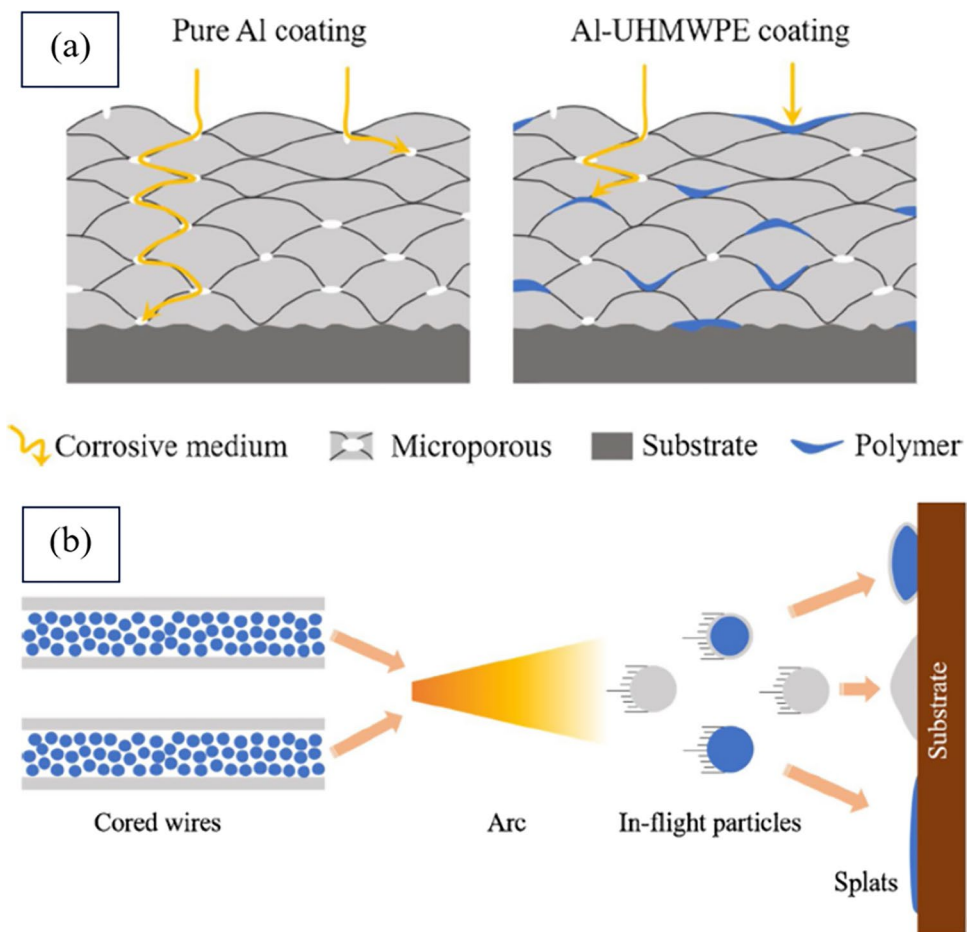 (a)
Pure Al coating
Al-UHMWPE coating
Corrosive medium
Microporous
Substrate
Polymer
(b)
Cored wires
Arc
In-flight particles
Splats
Substrate